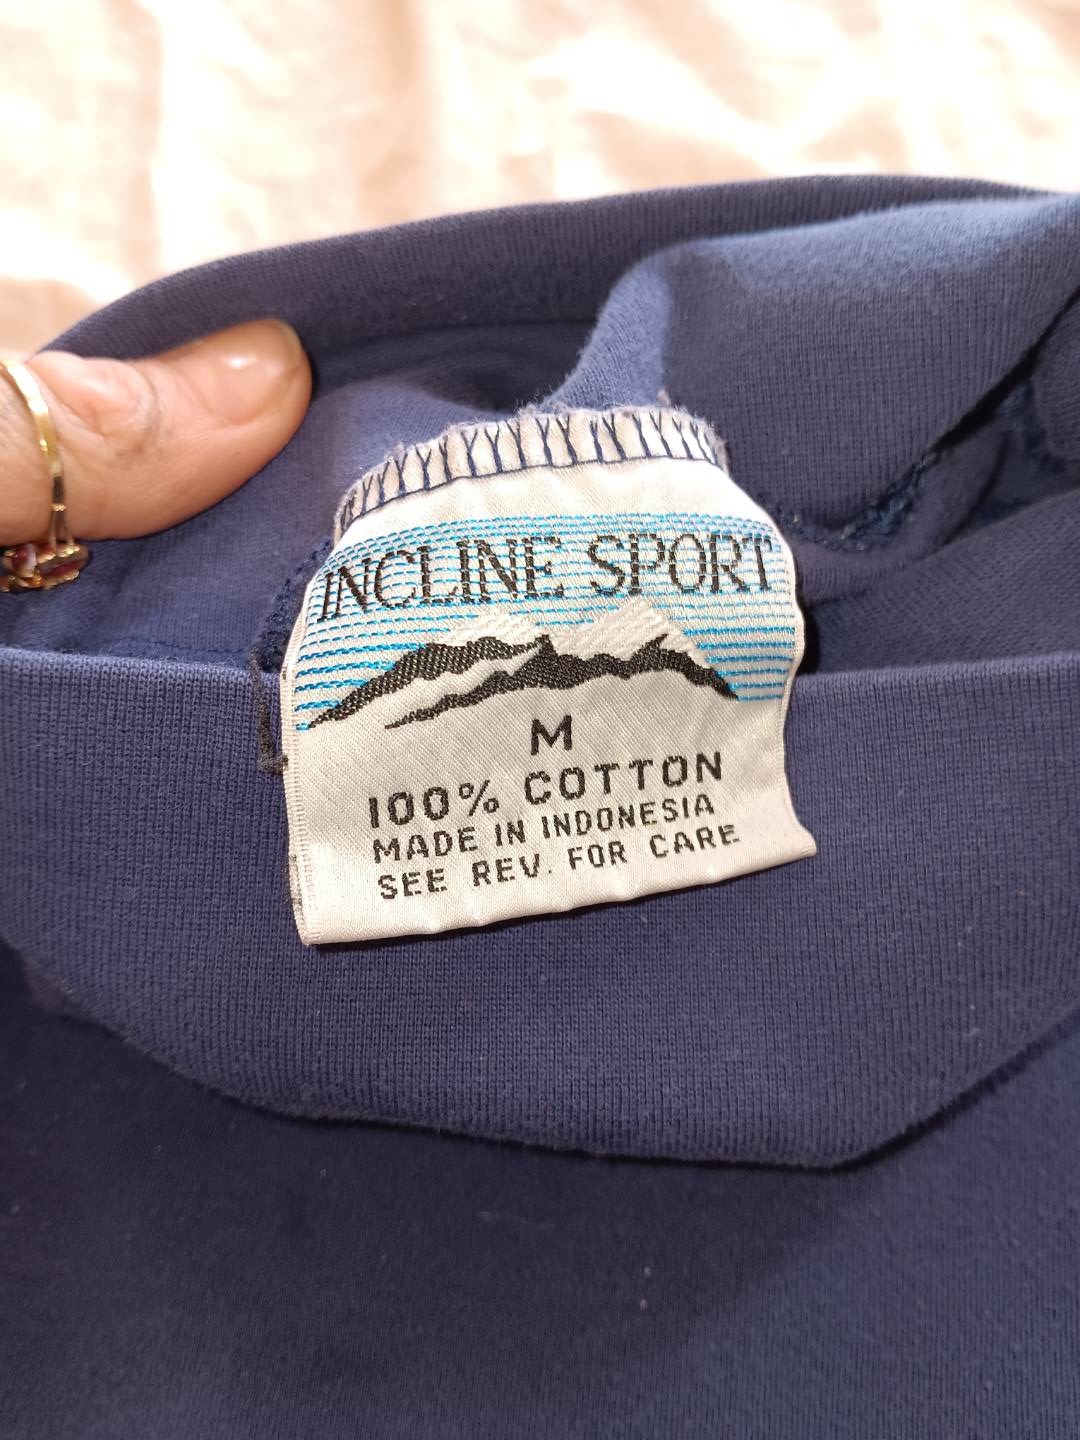 INCLINE SPORT
M
100% COTTON
MADE IN INDONESIA
SEE REV. FOR CARE